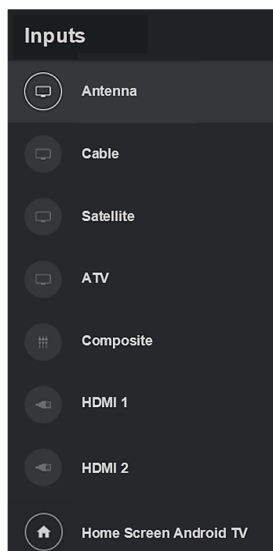 Inputs
Antenna
Cable
Satellite
ATV
Composite
HDMI 1
HDMI 2
Home Screen Android TV